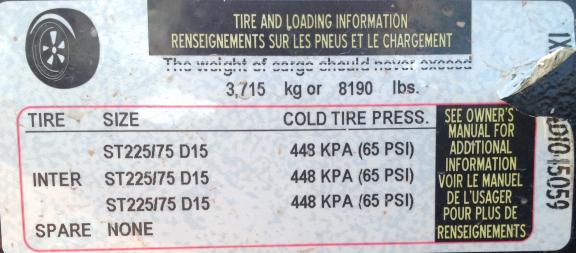 TIRE AND LOADING INFORMATION
RENSEIGNEMENTS SUR LES PNEUS ET LE CHARGEMENT
The weight of cargo should never exceed
3,715 kg or 8190 lbs.
TIRE SIZE COLD TIRE PRESS.
ST225/75 D15 448 KPA (65 PSI)
INTER ST225/75 D15 448 KPA (65 PSI)
ST225/75 D15 448 KPA (65 PSI)
SPARE NONE
SEE OWNER'S
MANUAL FOR
ADDITIONAL
INFORMATION
VOIR LE MANUEL
DE L'USAGER
POUR PLUS DE
RENSEIGNEMENTS